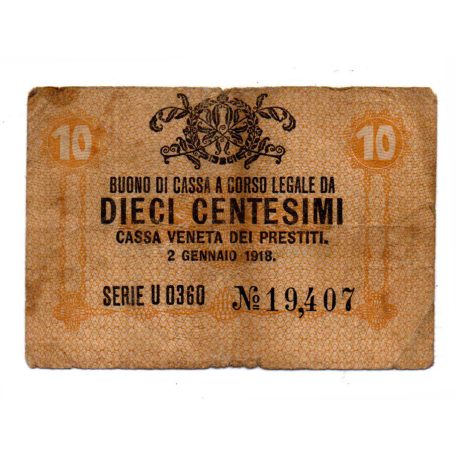 10 10
BUONO DI CASSA A CORSO LEGALE DA
DIECI CENTESIMI
CASSA VENETA DEI PRESTITI.
2 GENNAIO 1918.
SERIE U 0360 № 19,407